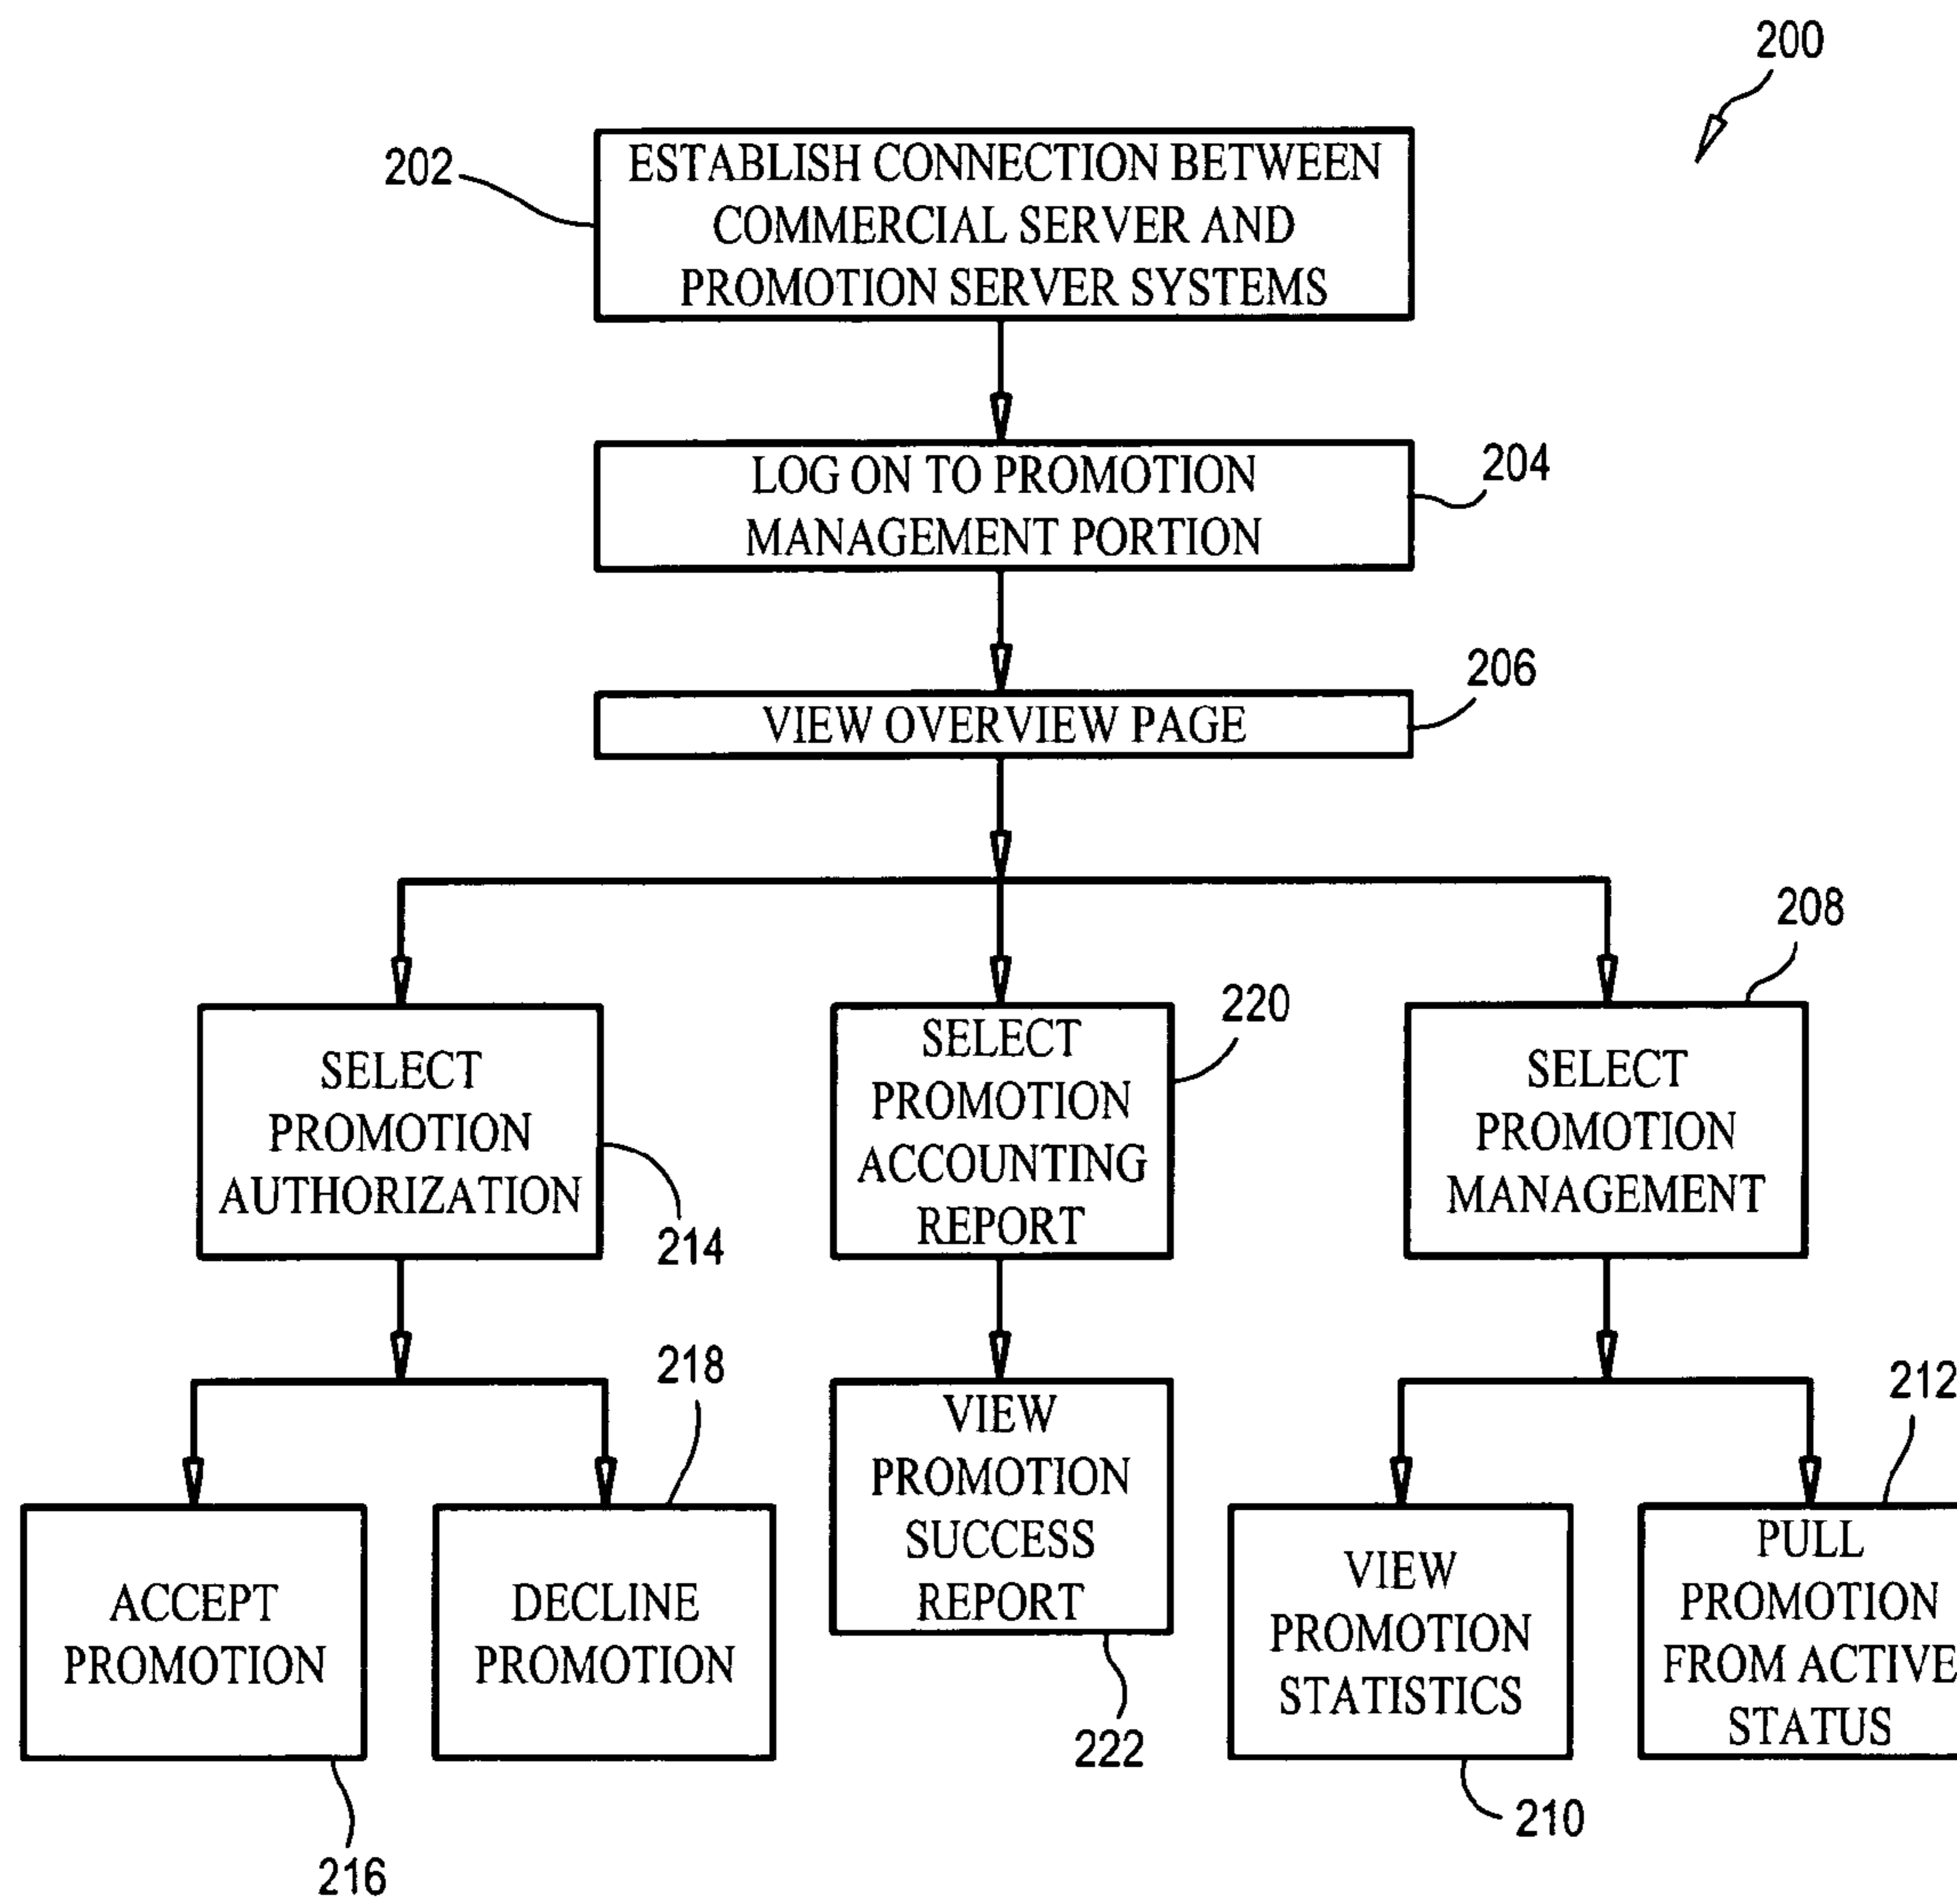 200
202
ESTABLISH CONNECTION BETWEEN
COMMERCIAL SERVER AND
PROMOTION SERVER SYSTEMS
LOG ON TO PROMOTION
MANAGEMENT PORTION
204
VIEW OVERVIEW PAGE
206
208
SELECT
PROMOTION
AUTHORIZATION
214
SELECT
PROMOTION
ACCOUNTING
REPORT
220
SELECT
PROMOTION
MANAGEMENT
ACCEPT
PROMOTION
216
218
DECLINE
PROMOTION
VIEW
PROMOTION
SUCCESS
REPORT
222
VIEW
PROMOTION
STATISTICS
210
212
PULL
PROMOTION
FROM ACTIVE
STATUS